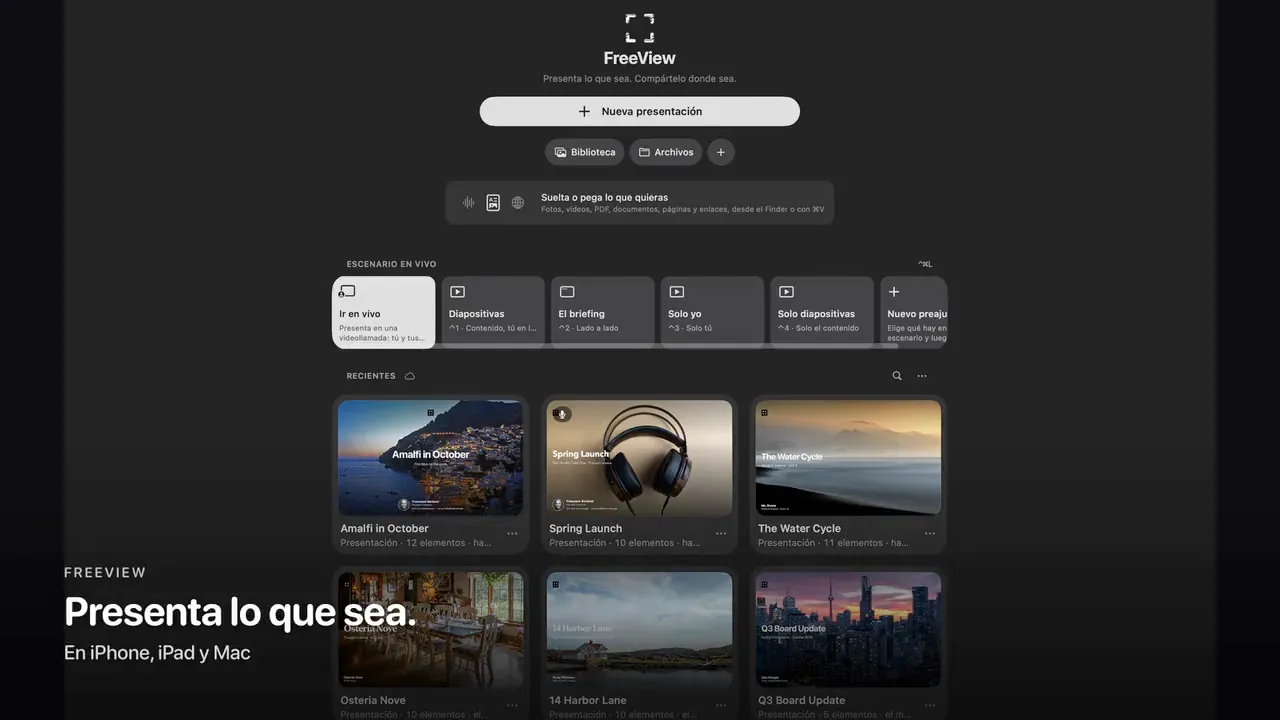 FreeView
Presenta lo que sea. Compártelo donde sea.
+ Nueva presentación
Biblioteca
Archivos
+
Suelta o pega lo que quieras
Fotos, vídeos, PDF, documentos, páginas y enlaces, desde el Finder o con ⌘V
ESCENARIO EN VIVO
^⌘L
Ir en vivo
Presenta en una
videollamada: tú y tus…
Diapositivas
^1 · Contenido, tú en i…
El briefing
^2 · Lado a lado
Solo yo
^3 · Solo tú
Solo diapositivas
^4 · Solo el contenido
+
Nuevo preaju
Elige qué hay en
escenario y lueg
RECIENTES
Amalfi in October
Spring Launch
The Water Cycle
Amalfi in October
Presentación · 12 elementos · ha…
Spring Launch
Presentación · 10 elementos · ha…
The Water Cycle
Presentación · 11 elementos · ha…
FREEVIEW
Presenta lo que sea.
En iPhone, iPad y Mac
Osteria Nove
14 Harbor Lane
Q3 Board Update
Osteria Nove
Presentación · 10 elementos · el…
14 Harbor Lane
Presentación · 10 elementos · el…
Q3 Board Update
Presentación · 5 elementos · el m…